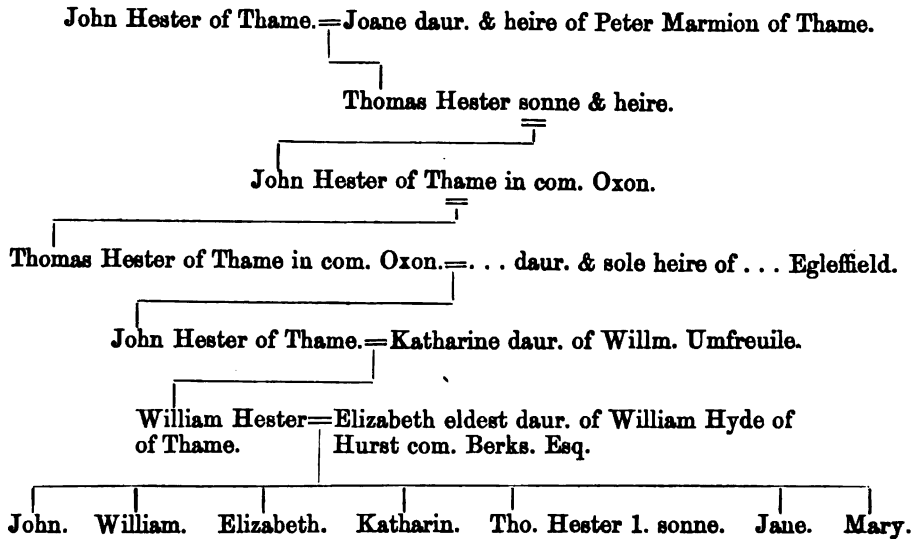 John Hester of Thame.=Joane daur. & heire of Peter Marmion of Thame.
Thomas Hester sonne & heire.
=
John Hester of Thame in com. Oxon.
=
Thomas Hester of Thame in com. Oxon.=. . . daur. & sole heire of . . . Egleffield.
John Hester of Thame.=Katharine daur. of Willm. Umfreuile.
William Hester=Elizabeth eldest daur. of William Hyde of
of Thame. Hurst com. Berks. Esq.
John. William. Elizabeth. Katharin. Tho. Hester 1. sonne. Jane. Mary.